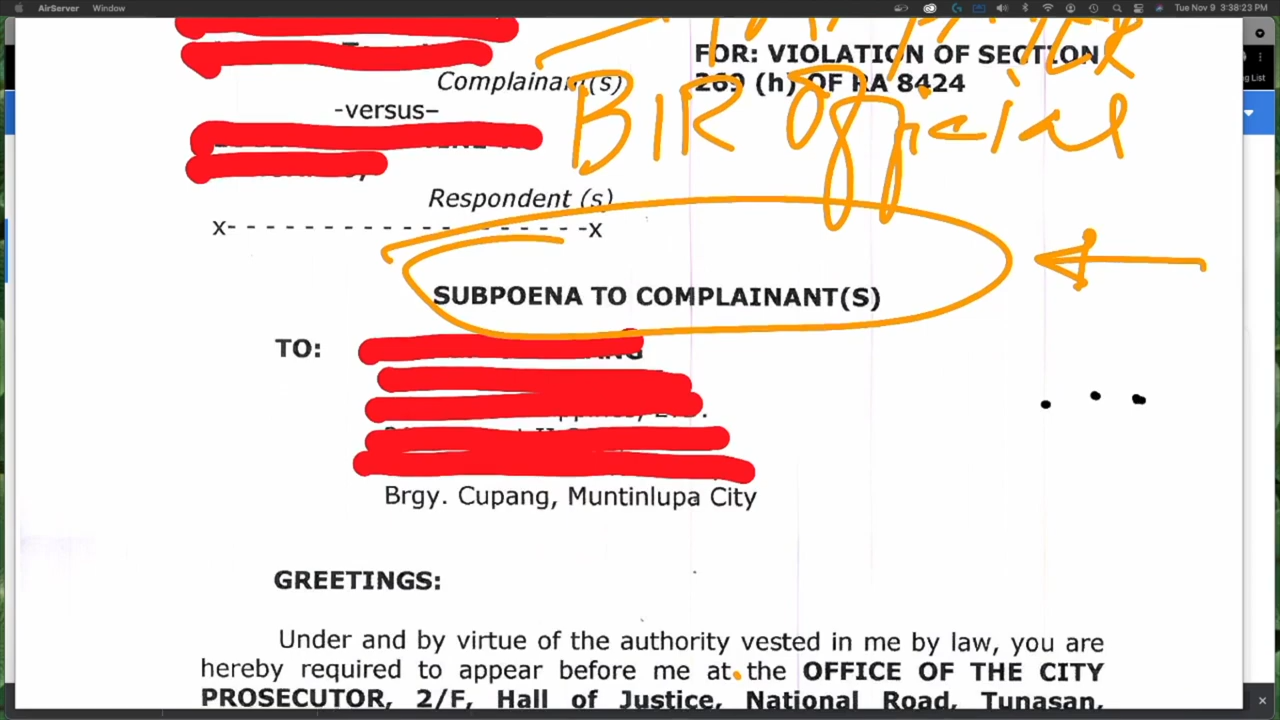 AirServer Window Tue Nov 9 3:38:23 PM
FOR: VIOLATION OF SECTION
269 (h) OF RA 8424
Complainant(s)
-versus–
BIR Official
Respondent (s)
x- - - - - - - - - - - - - - - - - - -x
SUBPOENA TO COMPLAINANT(S)
TO:
Brgy. Cupang, Muntinlupa City
GREETINGS:
Under and by virtue of the authority vested in me by law, you are
hereby required to appear before me at the OFFICE OF THE CITY
PROSECUTOR, 2/F, Hall of Justice, National Road, Tunasan,